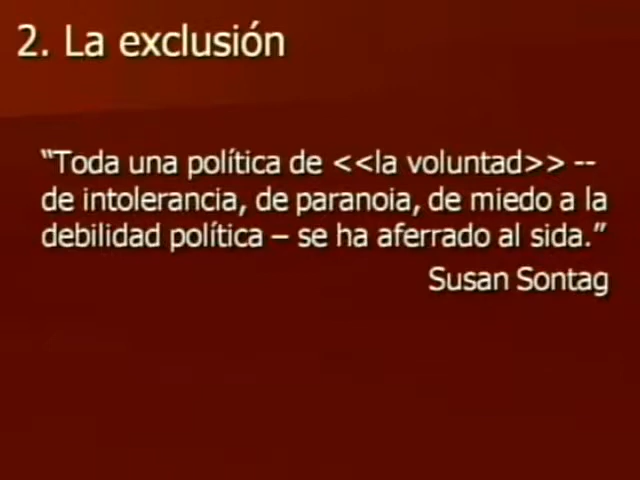 2. La exclusión
“Toda una política de <<la voluntad>> --
de intolerancia, de paranoia, de miedo a la
debilidad política – se ha aferrado al sida.”
Susan Sontag